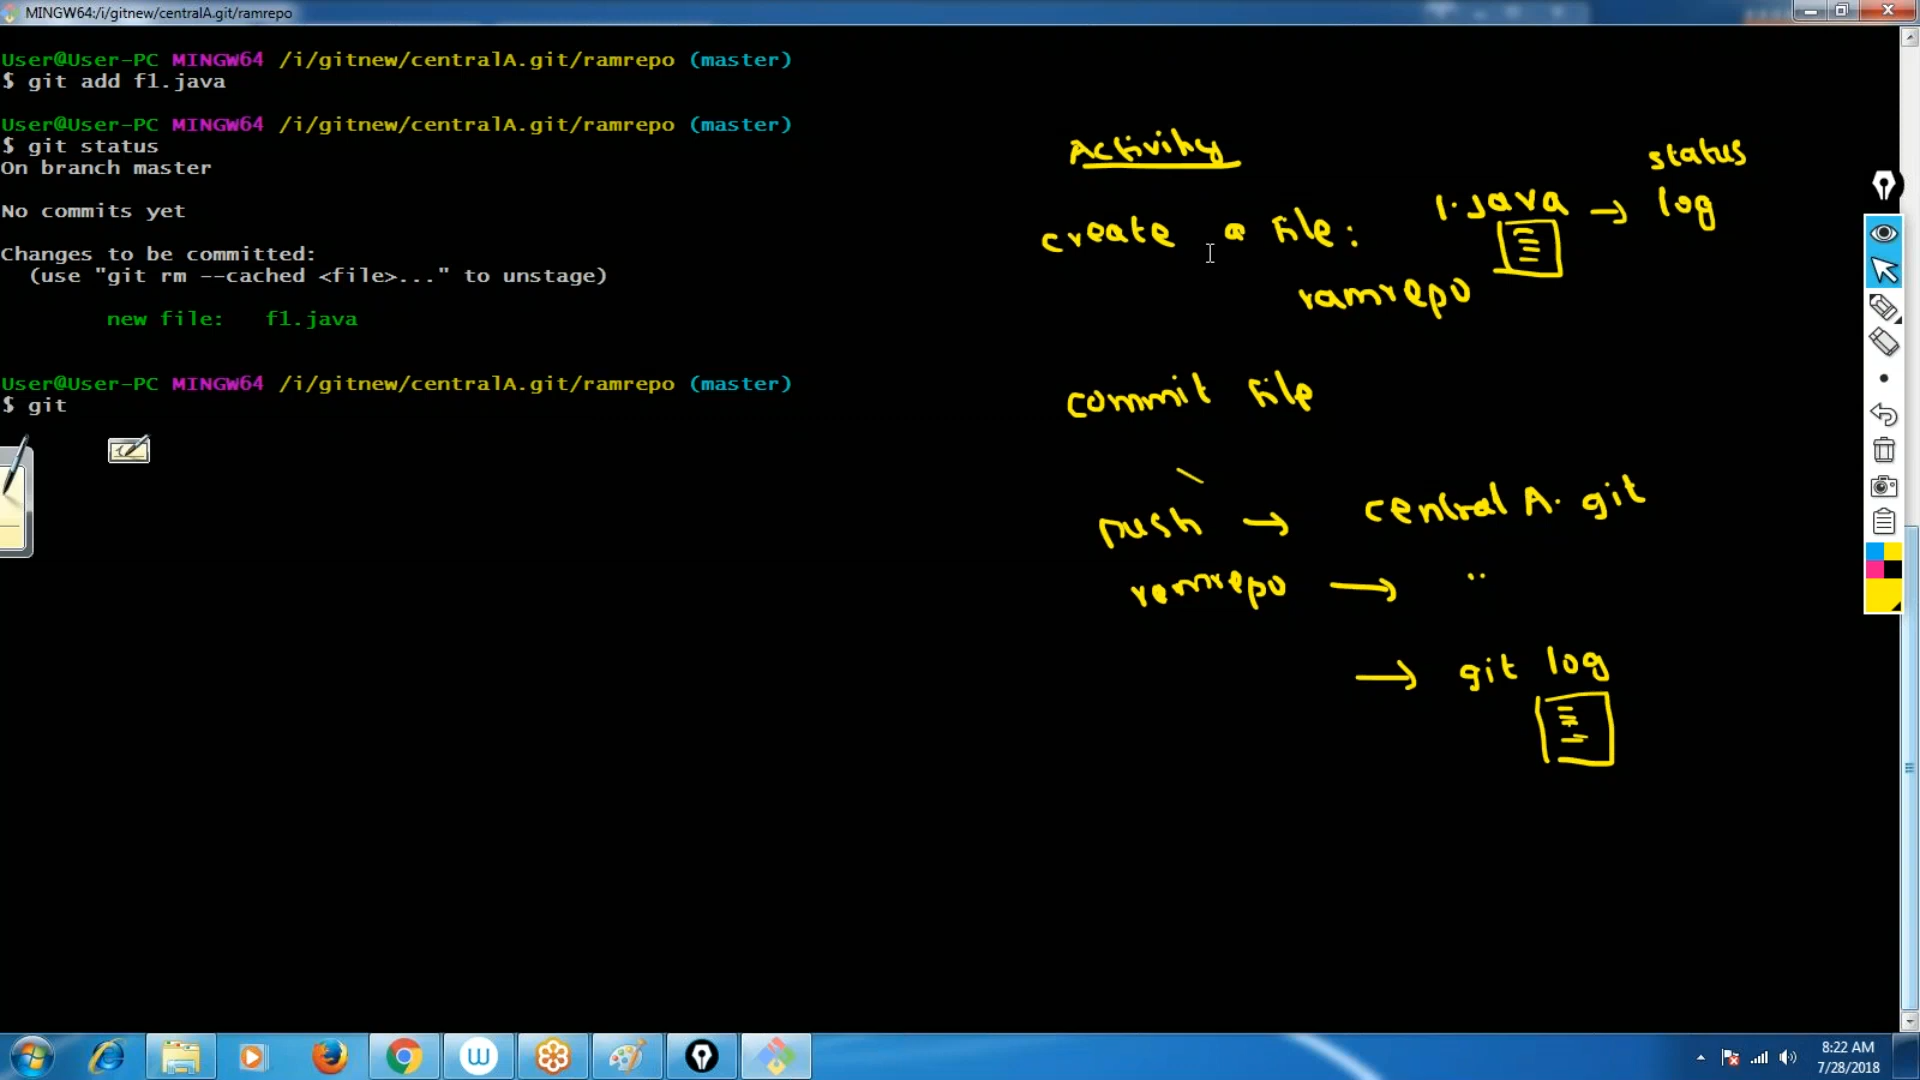 MINGW64:/i/gitnew/centralA.git/ramrepo
User@User-PC MINGW64 /i/gitnew/centralA.git/ramrepo (master)
$ git add f1.java
User@User-PC MINGW64 /i/gitnew/centralA.git/ramrepo (master)
$ git status
On branch master
No commits yet
Changes to be committed:
(use "git rm --cached <file>..." to unstage)
new file: f1.java
User@User-PC MINGW64 /i/gitnew/centralA.git/ramrepo (master)
$ git
Activity
status
create a file: 1.java → log
ramrepo
commit file
push → central A. git
ramrepo → "
→ git log
8:22 AM
7/28/2018